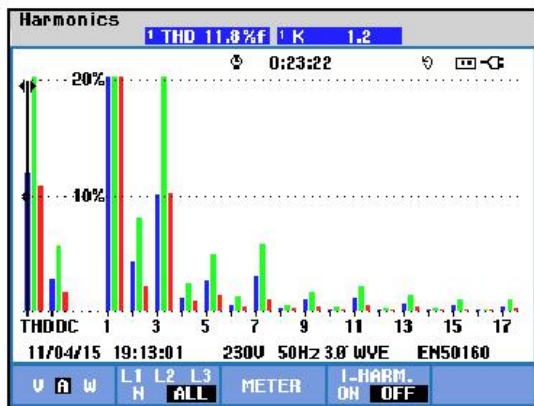 Harmonics
¹ THD 11.8%f ¹ K 1.2
0:23:22
20%
10%
THDDC 1 3 5 7 9 11 13 15 17
11/04/15 19:13:01 230V 50Hz 3.0' WYE EN50160
V A W L1 L2 L3 N ALL METER I-HARM. ON OFF